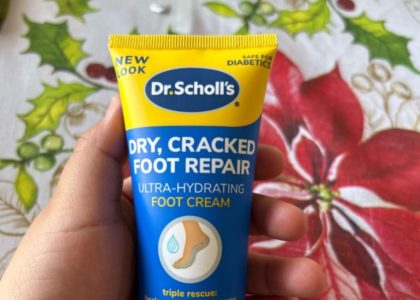 NEW
LOOK
SAFE FOR
DIABETICS
Dr.Scholl's
DRY, CRACKED
FOOT REPAIR
ULTRA-HYDRATING
FOOT CREAM
triple rescue: